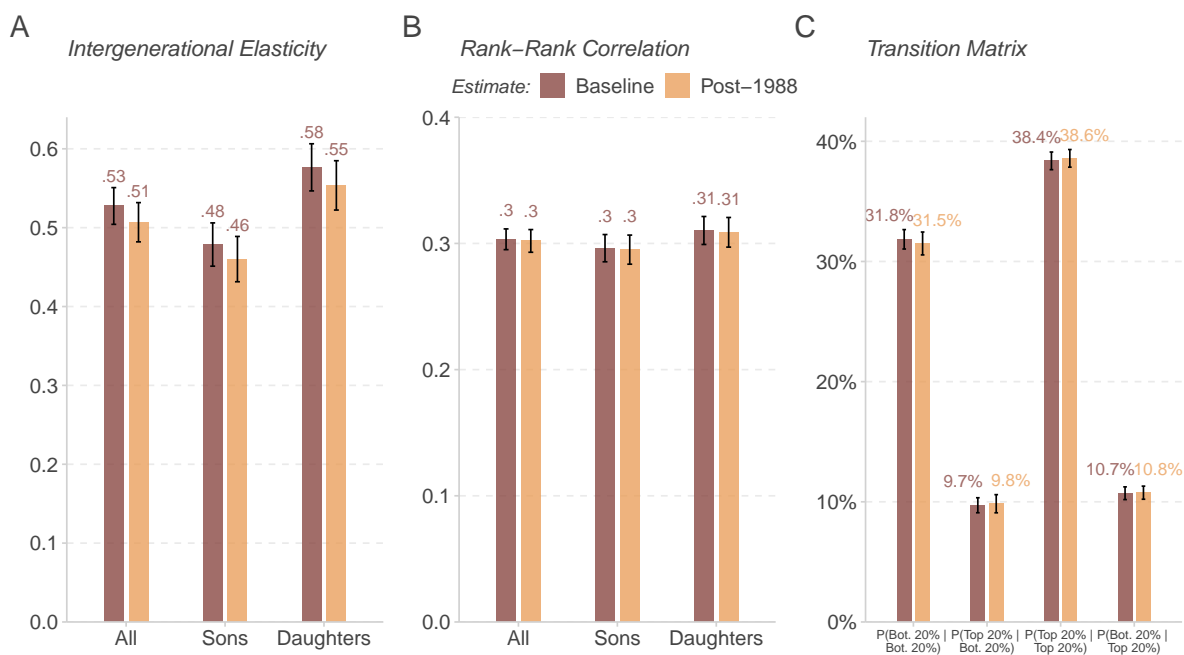 A
Intergenerational Elasticity
0.6
0.5
0.4
0.3
0.2
0.1
0.0
.53
.51
.48
.46
.58
.55
All
Sons
Daughters
B
Rank−Rank Correlation
Estimate: Baseline Post−1988
0.4
0.3
0.2
0.1
0.0
.3 .3
.3 .3
.31 .31
All
Sons
Daughters
C
Transition Matrix
40%
30%
20%
10%
0%
31.8%
31.5%
9.7% 9.8%
38.4% 38.6%
10.7% 10.8%
P(Bot. 20% |
Bot. 20%)
P(Top 20% |
Bot. 20%)
P(Top 20% |
Top 20%)
P(Bot. 20% |
Top 20%)